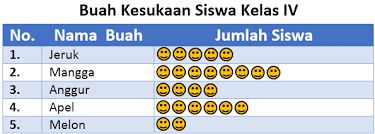 Buah Kesukaan Siswa Kelas IV
No. Nama Buah Jumlah Siswa
1. Jeruk
2. Mangga
3. Anggur
4. Apel
5. Melon